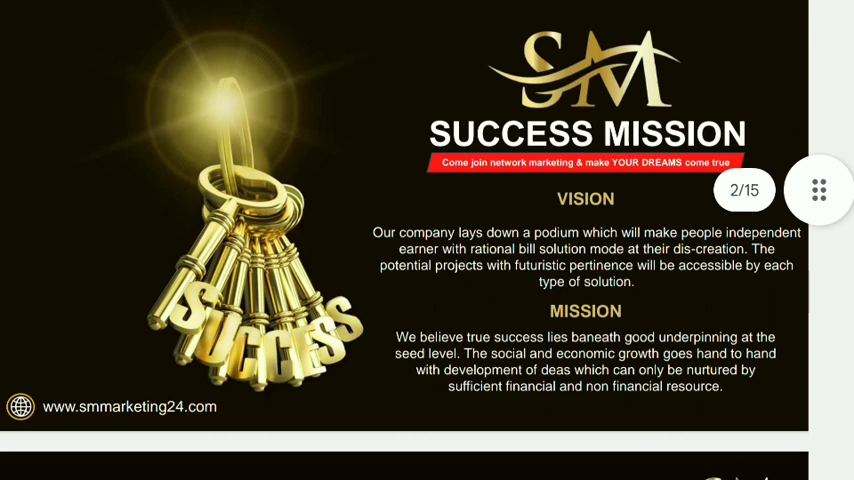 SM
SUCCESS MISSION
Come join network marketing & make YOUR DREAMS come true
2/15
VISION
Our company lays down a podium which will make people independent
earner with rational bill solution mode at their dis-creation. The
potential projects with futuristic pertinence will be accessible by each
type of solution.
MISSION
We believe true success lies baneath good underpinning at the
seed level. The social and economic growth goes hand to hand
with development of deas which can only be nurtured by
sufficient financial and non financial resource.
SUCCESS
www.smmarketing24.com